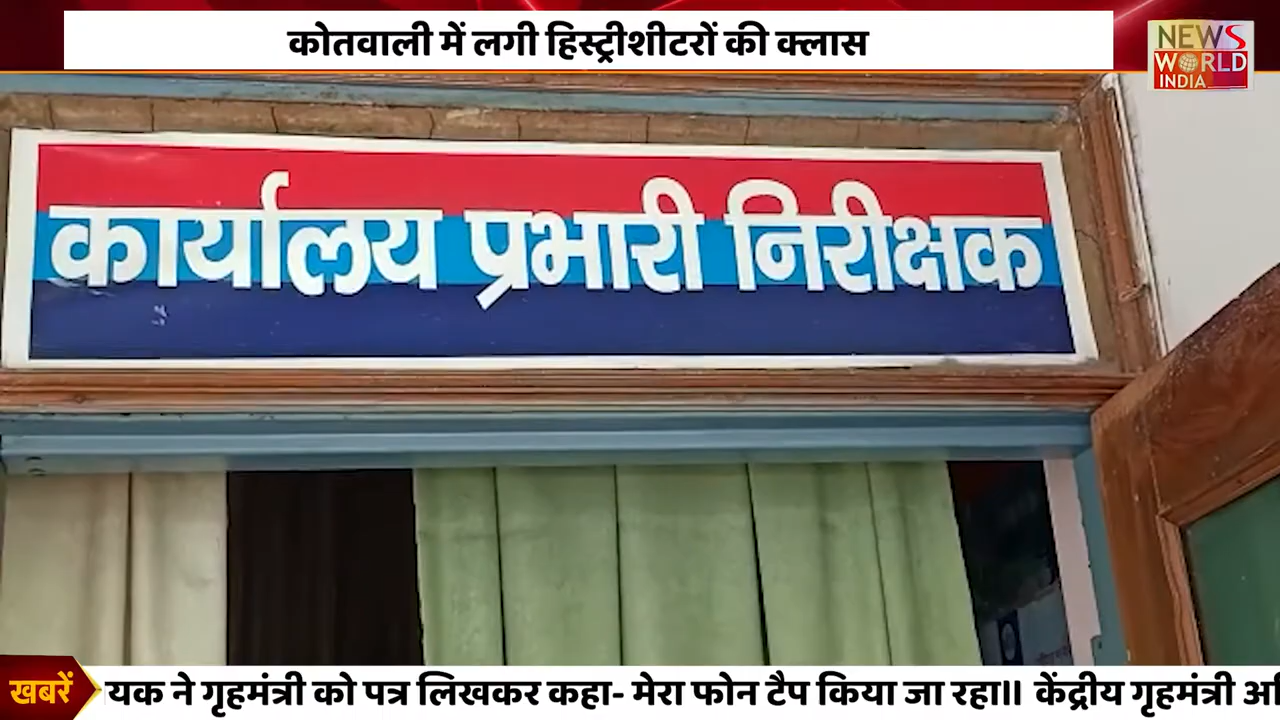 कोतवाली में लगी हिस्ट्रीशीटरों की क्लास
NEWS
WORLD
INDIA
कार्यालय प्रभारी निरीक्षक
खबरें
यक ने गृहमंत्री को पत्र लिखकर कहा- मेरा फोन टैप किया जा रहा॥ केंद्रीय गृहमंत्री